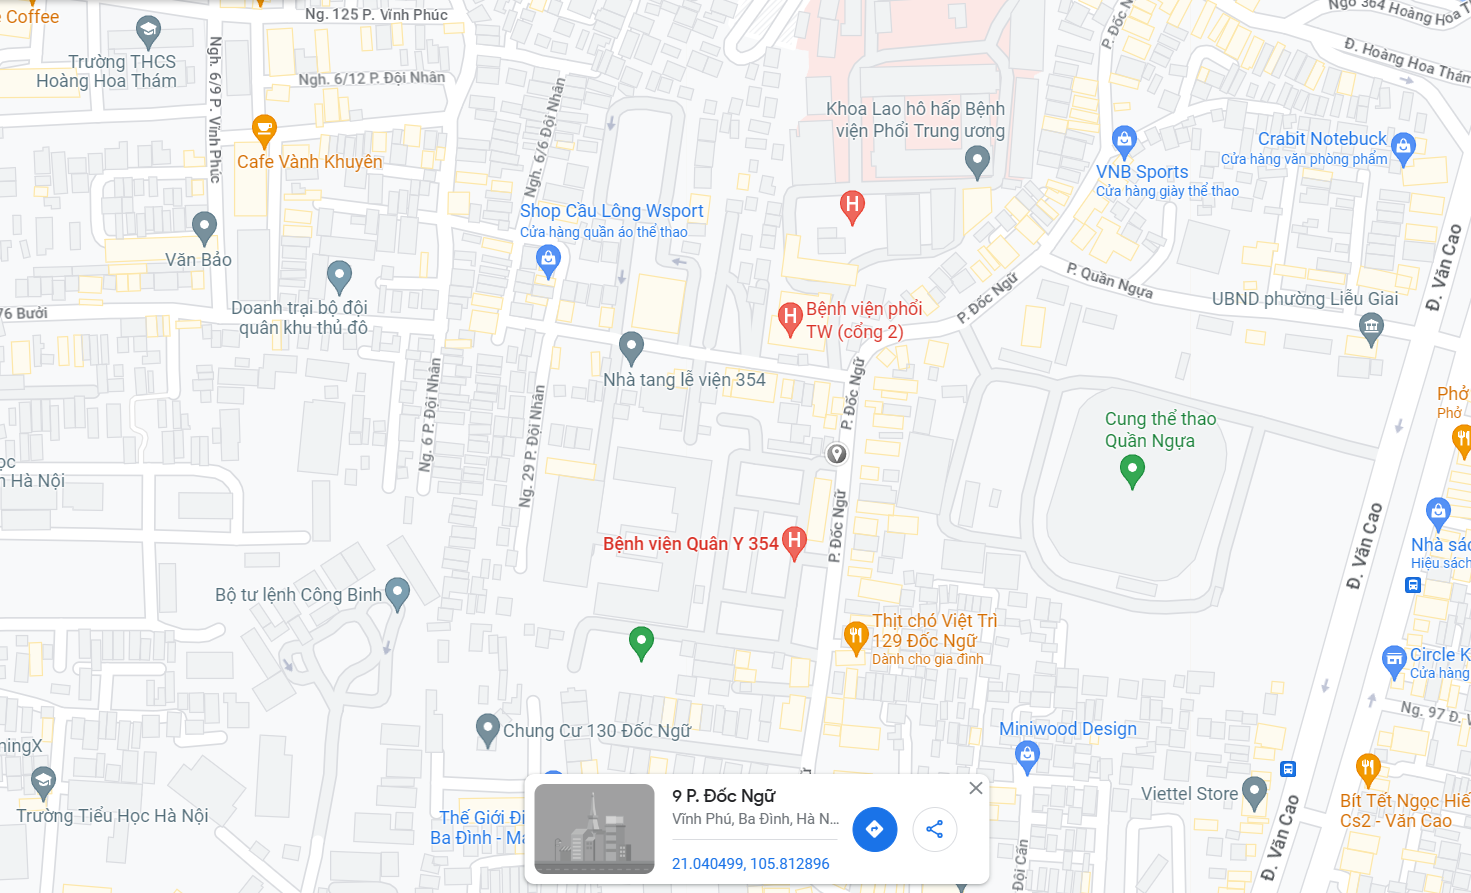 Coffee
Ng. 125 P. Vĩnh Phúc
Ngõ 364 Hoàng Hoa Thám
Trường THCS
Hoàng Hoa Thám
Ngh. 6/9 P. Vĩnh Phúc
Ngh. 6/12 P. Đội Nhân
Ngh. 6/6 Đội Nhân
P. Đốc N
Đ. Hoàng Hoa Thám
Khoa Lao hô hấp Bệnh
viện Phổi Trung ương
Cafe Vành Khuyên
VNB Sports
Cửa hàng giày thể thao
Crabit Notebuck
Cửa hàng văn phòng phẩm
Shop Cầu Lông Wsport
Cửa hàng quần áo thể thao
Văn Bảo
Doanh trại bộ đội
quân khu thủ đô
76 Bưởi
Bệnh viện phổi
TW (cổng 2)
P. Đốc Ngữ
P. Quần Ngựa
UBND phường Liễu Giai
Đ. Văn Cao
Nhà tang lễ viện 354
Ng. 6 P. Đội Nhân
Ng. 29 P. Đội Nhân
P. Đốc Ngữ
Cung thể thao
Quần Ngựa
Phở
Phở
ọc
n Hà Nội
P. Đốc Ngữ
Bệnh viện Quân Y 354
Đ. Văn Cao
Nhà sác
Hiệu sách
Bộ tư lệnh Công Binh
Thịt chó Việt Trì
129 Đốc Ngữ
Dành cho gia đình
Circle K
Cửa hàng
Ng. 97 Đ. V
Chung Cư 130 Đốc Ngữ
Miniwood Design
ningX
Trường Tiểu Học Hà Nội
Thế Giới Di
Ba Đình - Ma
Viettel Store
Bít Tết Ngọc Hiế
Cs2 - Văn Cao
Đ. Văn Cao
Đội Cấn
9 P. Đốc Ngữ
Vĩnh Phú, Ba Đình, Hà N...
21.040499, 105.812896